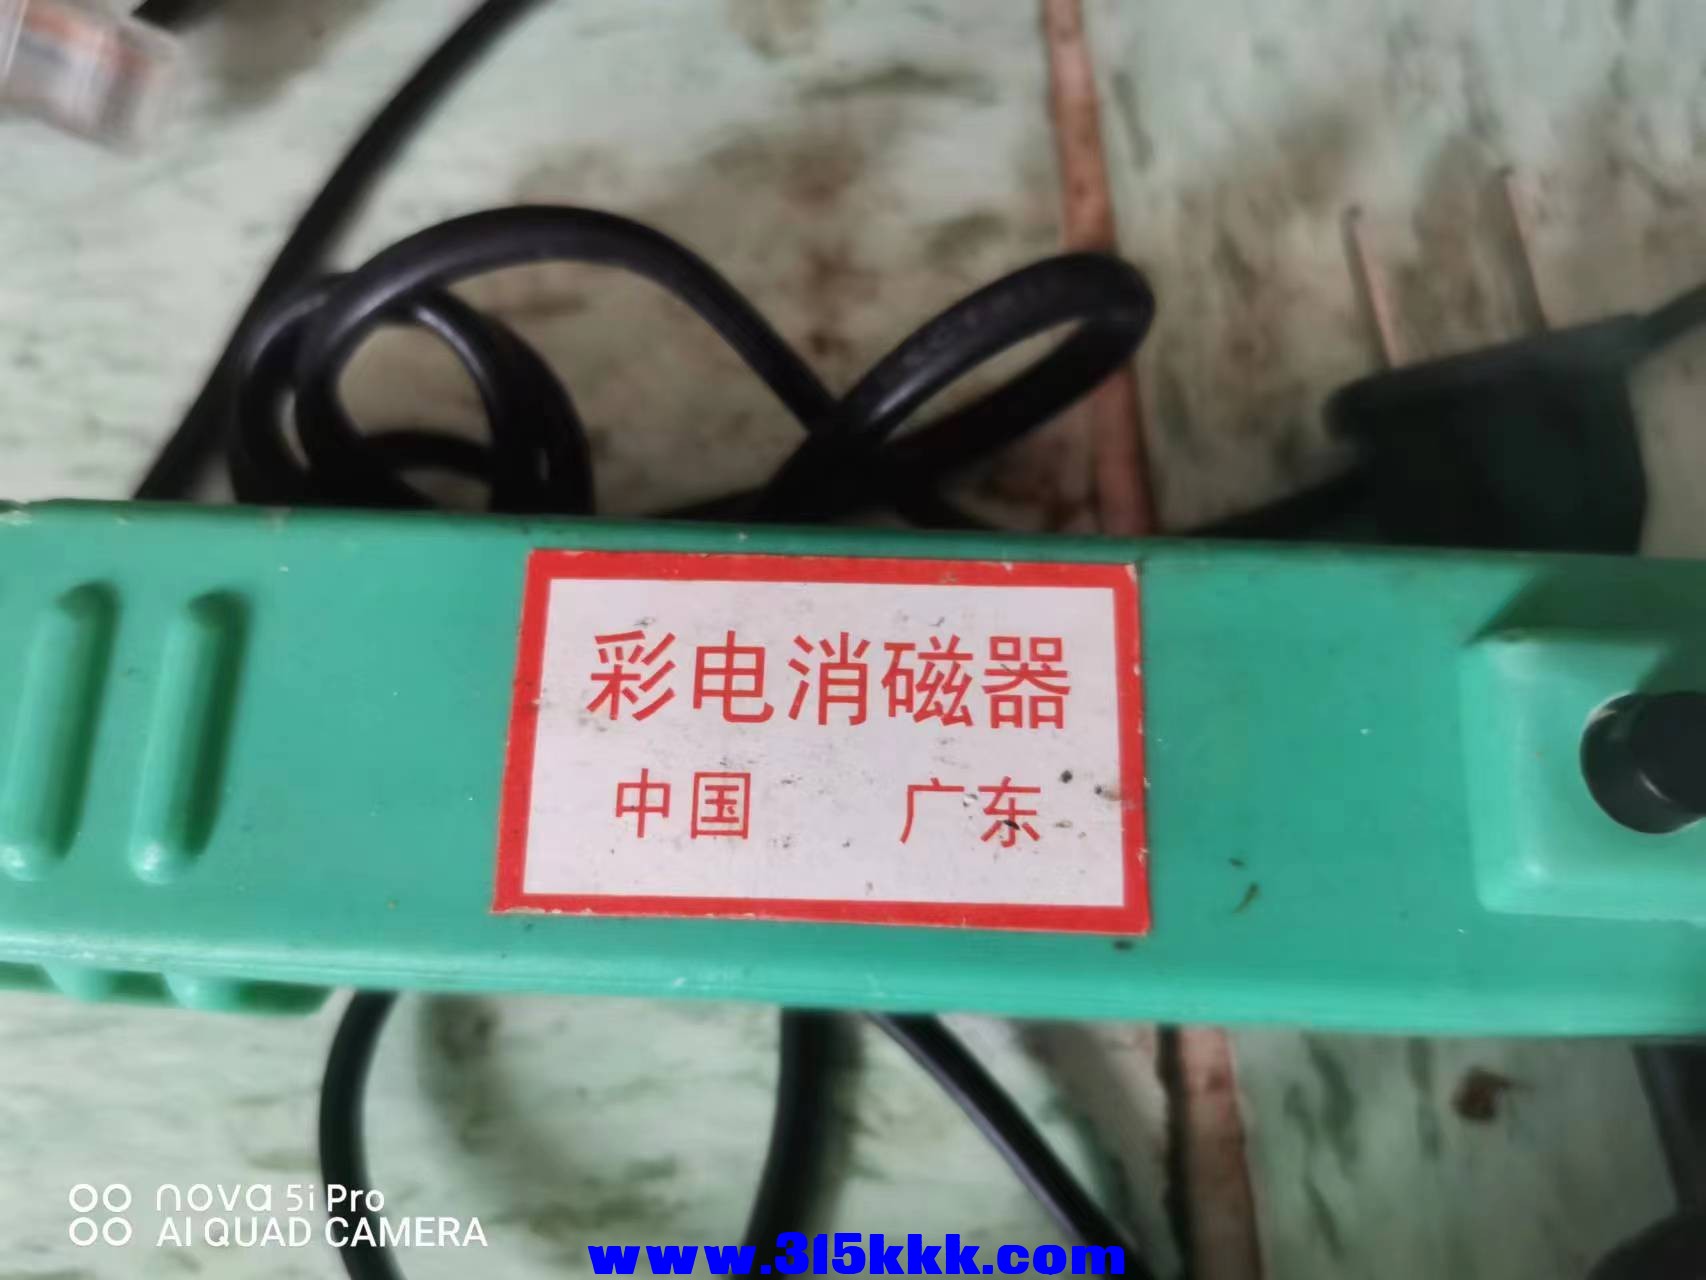 彩电消磁器
中国 广东
nova 5i Pro
AI QUAD CAMERA
www.315kkk.com